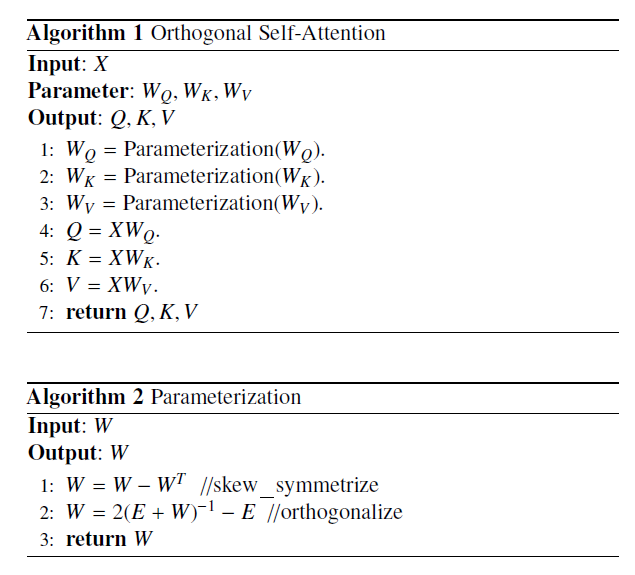 Algorithm 1 Orthogonal Self-Attention
Input: X
Parameter: W_Q, W_K, W_V
Output: Q, K, V
1: W_Q = Parameterization(W_Q).
2: W_K = Parameterization(W_K).
3: W_V = Parameterization(W_V).
4: Q = XW_Q.
5: K = XW_K.
6: V = XW_V.
7: return Q, K, V
Algorithm 2 Parameterization
Input: W
Output: W
1: W = W − W^T //skew_symmetrize
2: W = 2(E + W)^{-1} − E //orthogonalize
3: return W